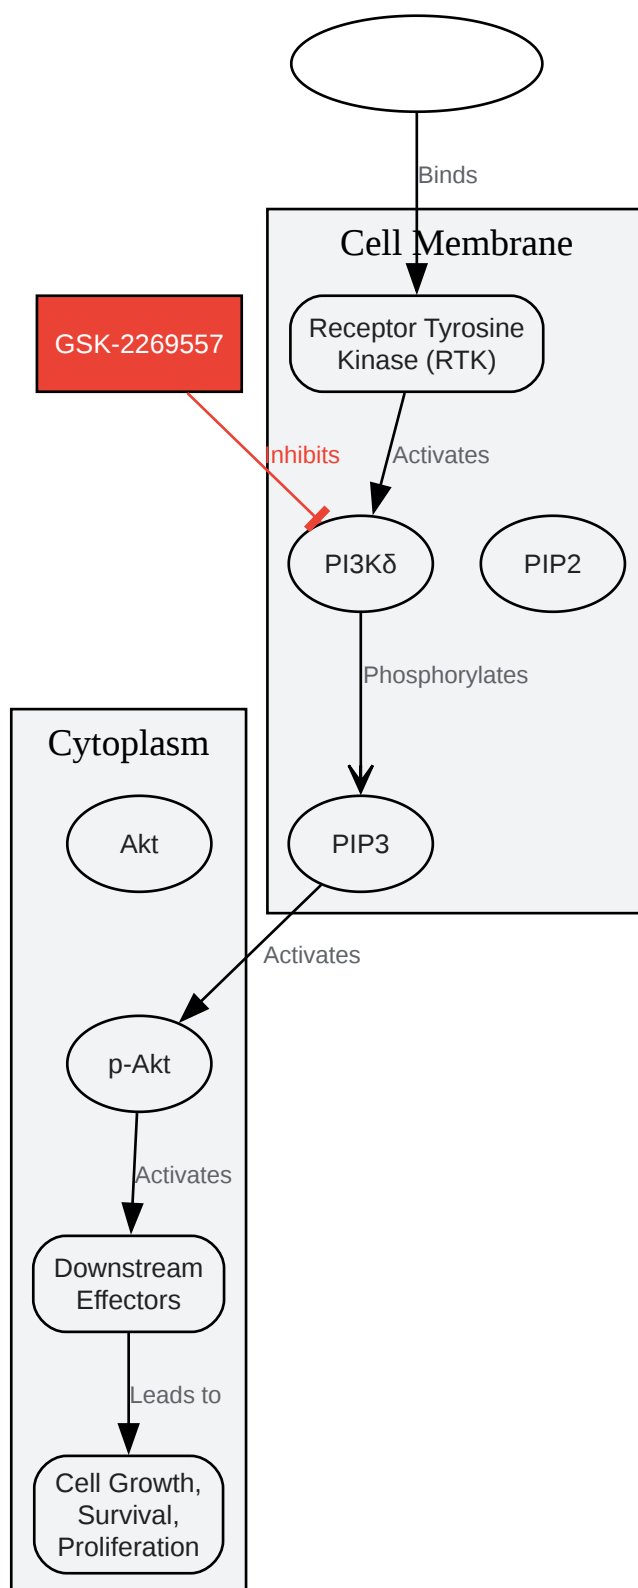 Binds
Cell Membrane
GSK-2269557
Receptor Tyrosine
Kinase (RTK)
Inhibits
Activates
PI3Kδ
PIP2
Phosphorylates
Cytoplasm
Akt
PIP3
Activates
p-Akt
Activates
Downstream
Effectors
Leads to
Cell Growth,
Survival,
Proliferation